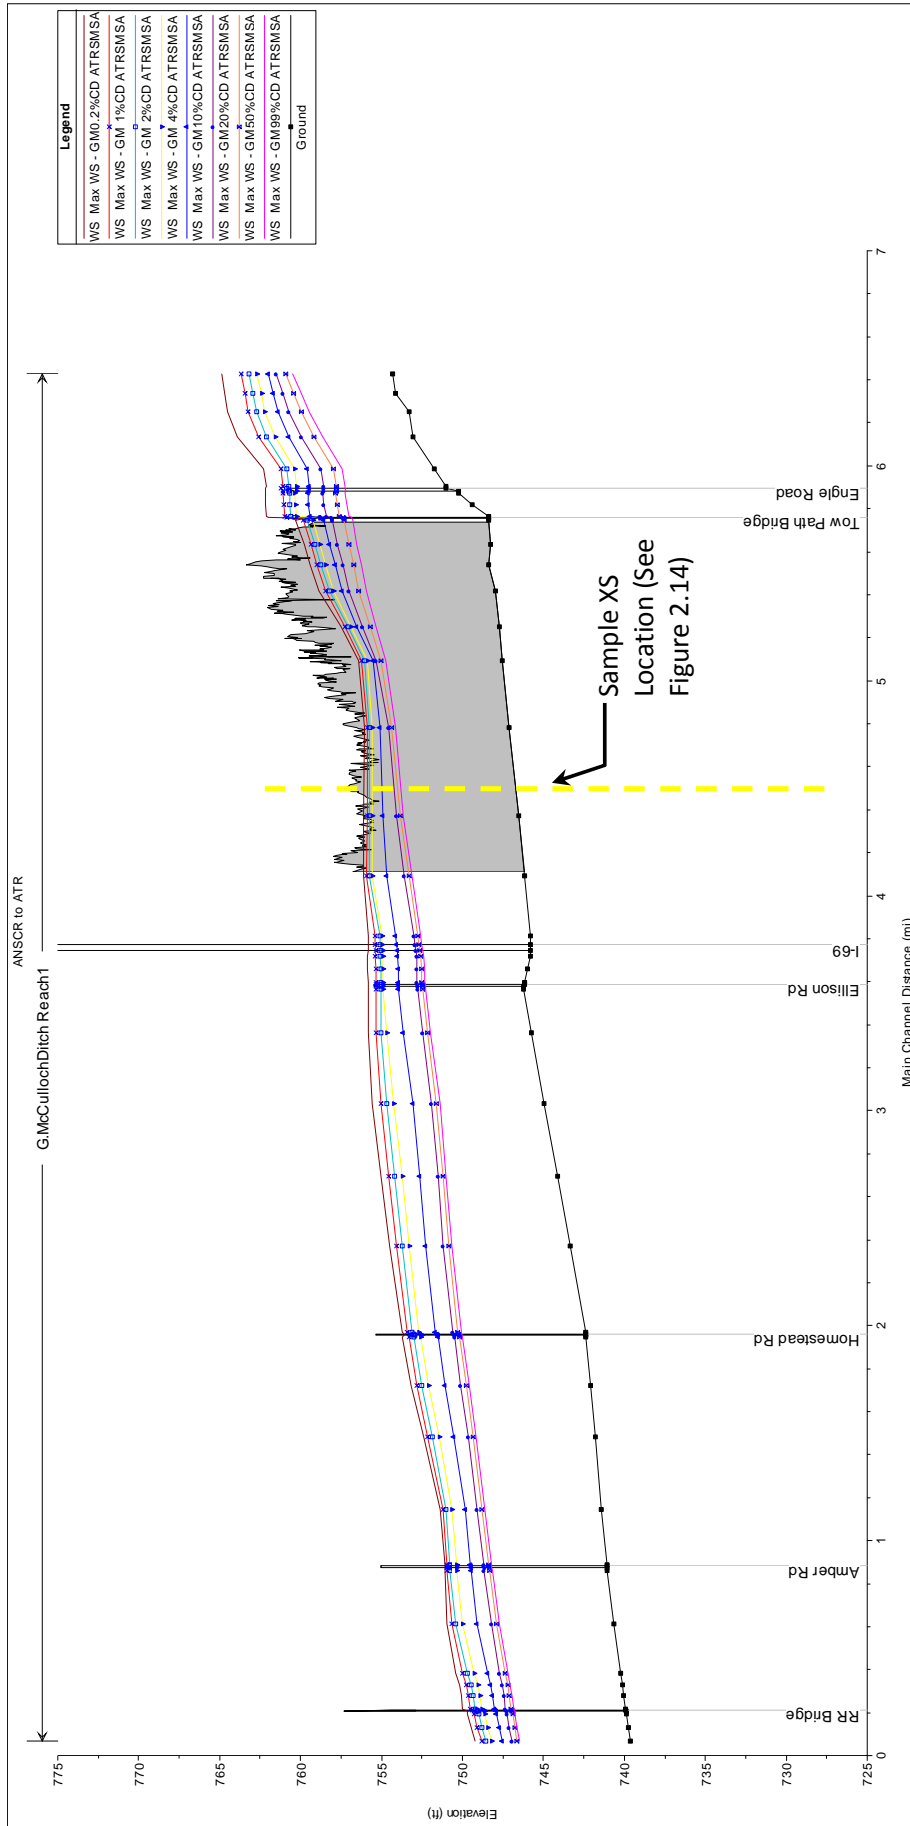 ANSCR to ATR
G.McCullochDitch Reach1
Legend
WS Max WS - GM0.2%CD ATRSMSA
WS Max WS - GM 1%CD ATRSMSA
WS Max WS - GM 2%CD ATRSMSA
WS Max WS - GM 4%CD ATRSMSA
WS Max WS - GM10%CD ATRSMSA
WS Max WS - GM20%CD ATRSMSA
WS Max WS - GM50%CD ATRSMSA
WS Max WS - GM99%CD ATRSMSA
Ground
775
770
765
760
755
750
745
740
735
730
725
Elevation (ft)
Sample XS
Location (See
Figure 2.14)
RR Bridge
Amber Rd
Homestead Rd
Ellison Rd
I-69
Tow Path Bridge
Engle Road
0
1
2
3
4
5
6
7
Main Channel Distance (mi)